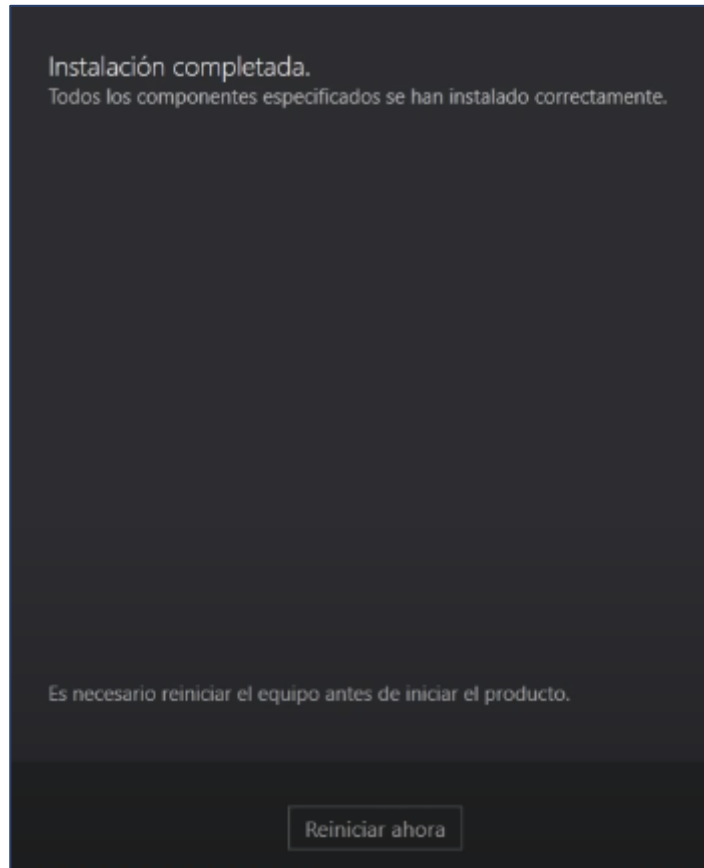 Instalación completada.
Todos los componentes especificados se han instalado correctamente.
Es necesario reiniciar el equipo antes de iniciar el producto.
Reiniciar ahora